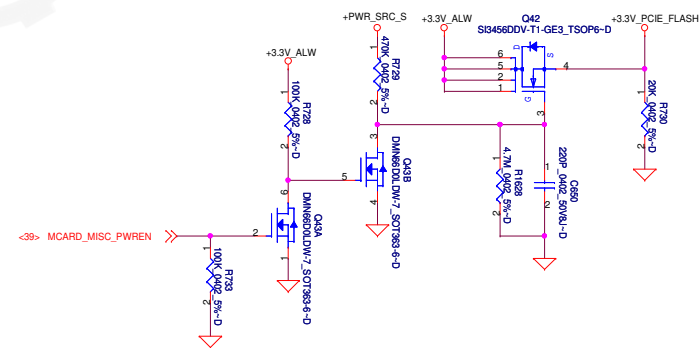 +PWR_SRC_S
+3.3V_ALW
Q42
SI3456DDV-T1-GE3_TSOP6~D
+3.3V_PCIE_FLASH
+3.3V_ALW
1
470K_0402_5%~D
R729
2
6
5
2
1
D
S
G
4
3
1
100K_0402_5%~D
R728
2
1
20K_0402_5%~D
R730
2
3
5
4
Q43B
DMN66D0LDW-7_SOT363-6~D
1
4.7M_0402_5%~D
R1628
2
1
2
220P_0402_50V8J~D
C650
6
2
1
Q43A
DMN66D0LDW-7_SOT363-6~D
<39> MCARD_MISC_PWREN
1
100K_0402_5%~D
R733
2